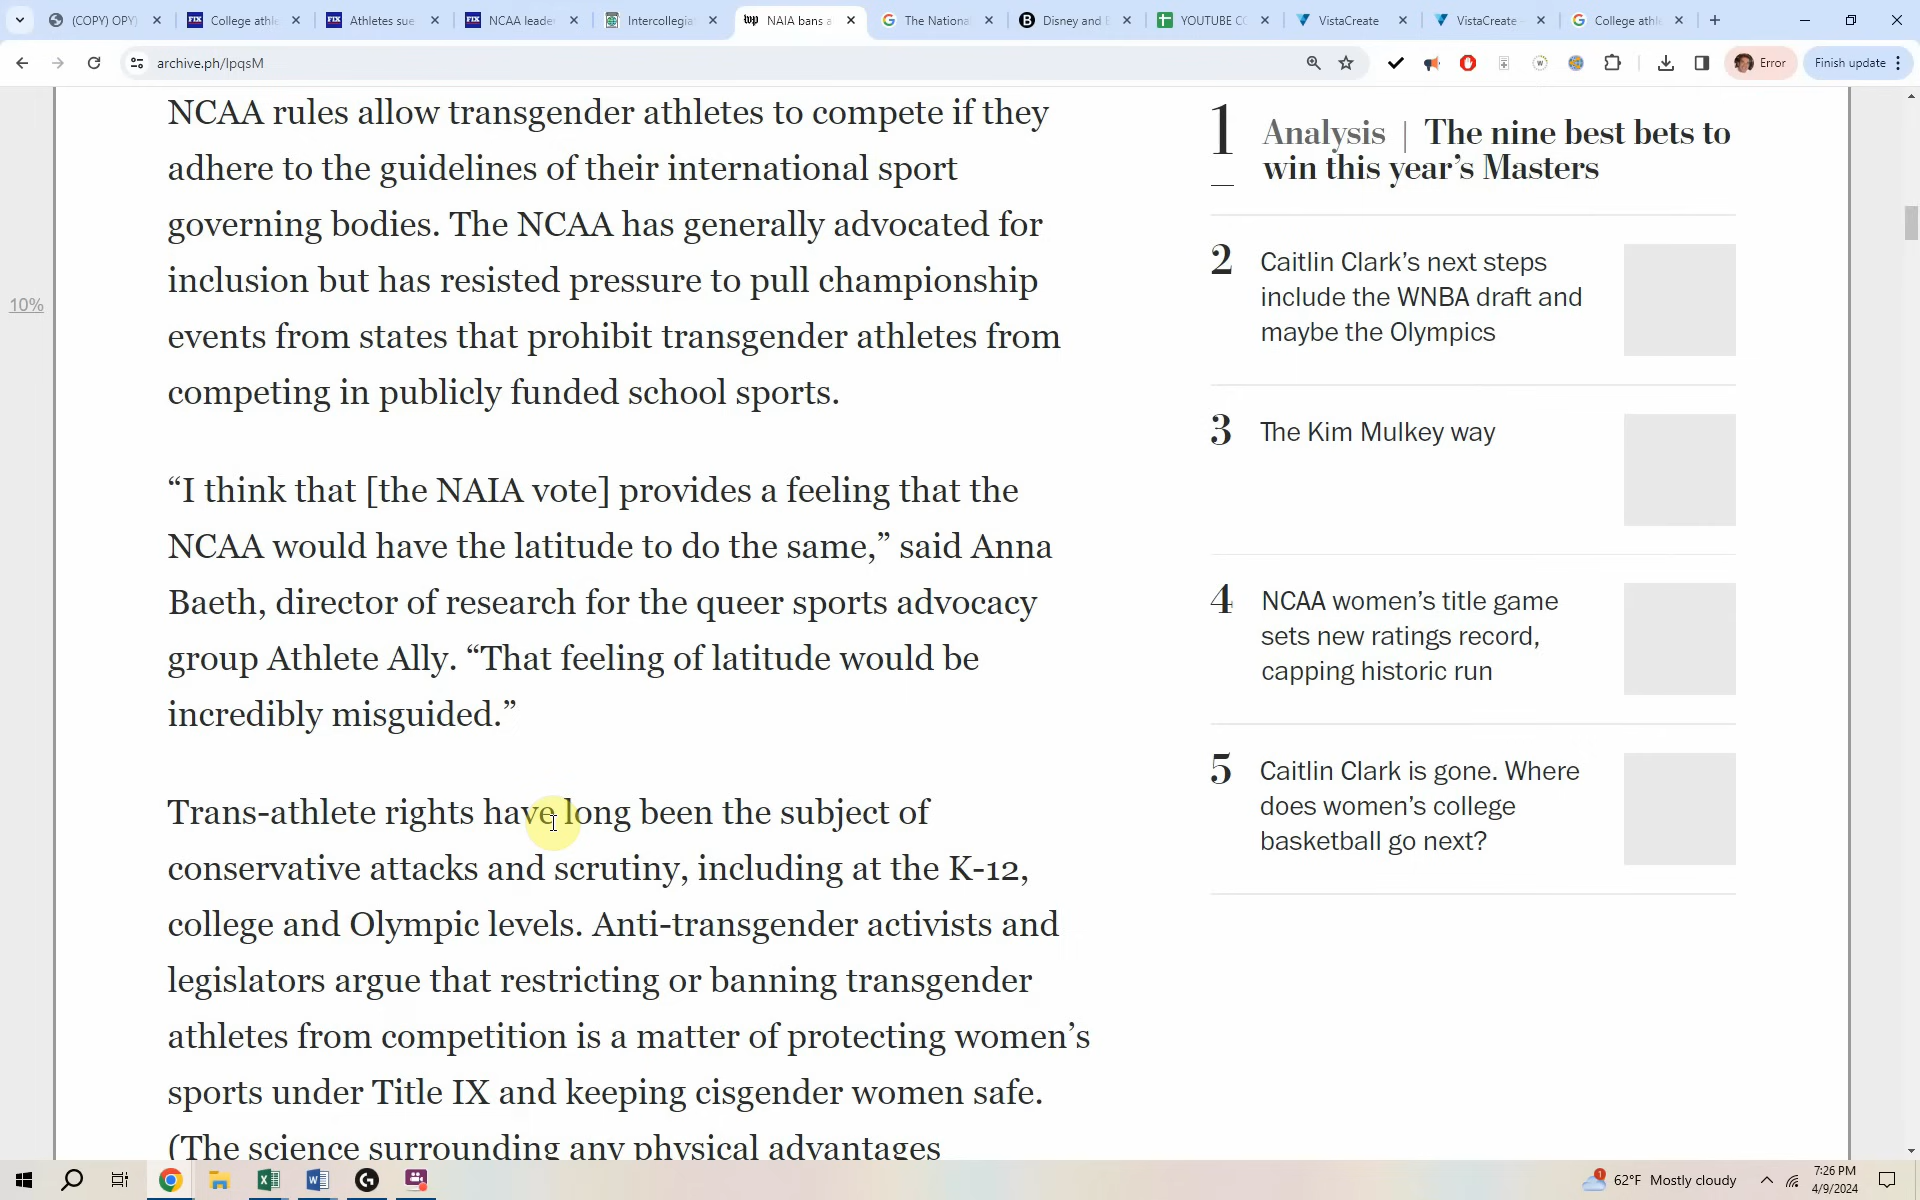 (COPY) OPY)
FIX College athl
FIX Athletes sue
FIX NCAA leade
Intercollegia
wp NAIA bans a
The Nationa
Disney and E
YOUTUBE CO
VistaCreate
VistaCreate
College athl
archive.ph/IpqsM
Error
Finish update
10%
NCAA rules allow transgender athletes to compete if they
adhere to the guidelines of their international sport
governing bodies. The NCAA has generally advocated for
inclusion but has resisted pressure to pull championship
events from states that prohibit transgender athletes from
competing in publicly funded school sports.
“I think that [the NAIA vote] provides a feeling that the
NCAA would have the latitude to do the same,” said Anna
Baeth, director of research for the queer sports advocacy
group Athlete Ally. “That feeling of latitude would be
incredibly misguided.”
Trans-athlete rights have long been the subject of
conservative attacks and scrutiny, including at the K-12,
college and Olympic levels. Anti-transgender activists and
legislators argue that restricting or banning transgender
athletes from competition is a matter of protecting women’s
sports under Title IX and keeping cisgender women safe.
(The science surrounding any physical advantages
1 Analysis | The nine best bets to
win this year’s Masters
2 Caitlin Clark’s next steps
include the WNBA draft and
maybe the Olympics
3 The Kim Mulkey way
4 NCAA women’s title game
sets new ratings record,
capping historic run
5 Caitlin Clark is gone. Where
does women’s college
basketball go next?
1
62°F Mostly cloudy
7:26 PM
4/9/2024